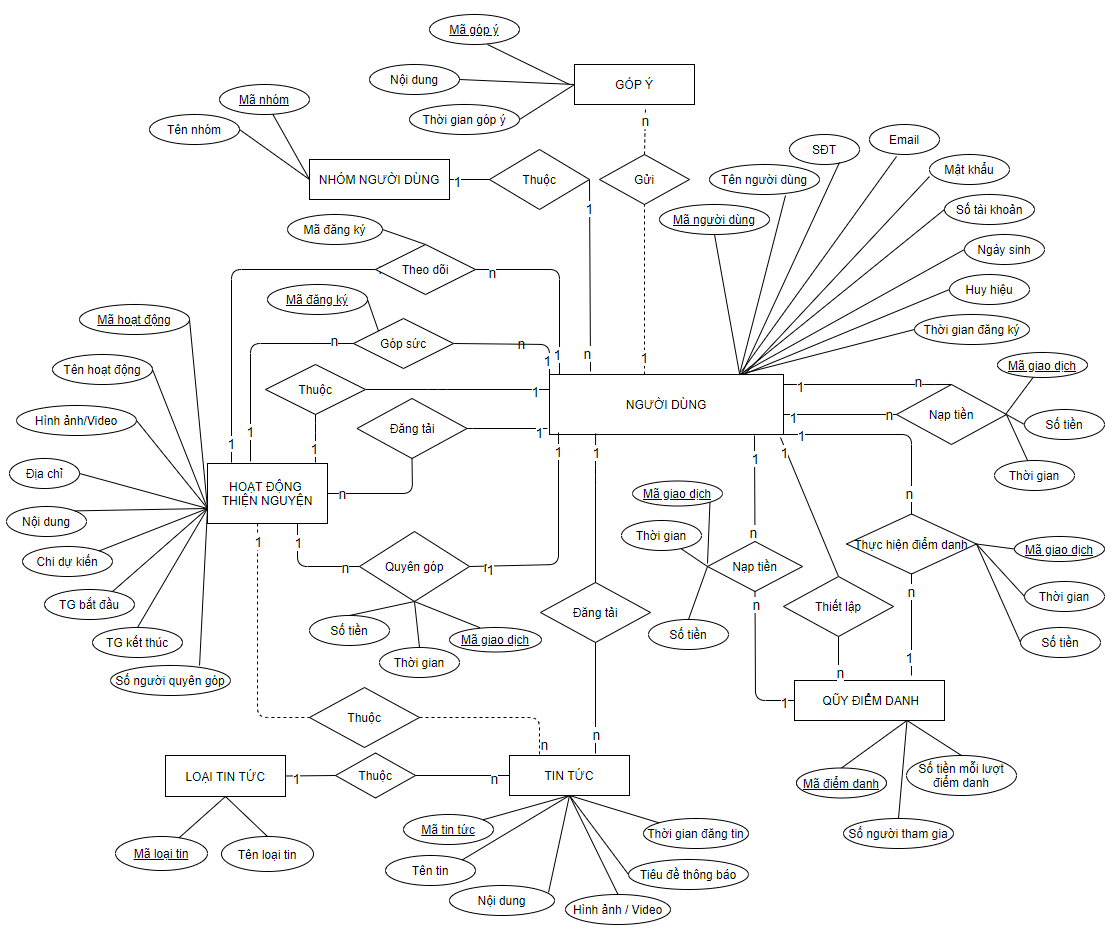 Mã góp ý
Nội dung
Thời gian góp ý
GÓP Ý
n
Gửi
1
Mã nhóm
Tên nhóm
NHÓM NGƯỜI DÙNG
1
Thuộc
1
n
Mã người dùng
Tên người dùng
SĐT
Email
Mật khẩu
Số tài khoản
Ngày sinh
Huy hiệu
Thời gian đăng ký
Mã đăng ký
Theo dõi
n
1
1
Mã đăng ký
Góp sức
n
n
1
1
Thuộc
1
1
Đăng tải
1
n
NGƯỜI DÙNG
1
n
1
n
Nạp tiền
Mã giao dịch
Số tiền
Thời gian
Mã hoạt động
Tên hoạt động
Hình ảnh/Video
Địa chỉ
Nội dung
Chi dự kiến
TG bắt đầu
TG kết thúc
Số người quyên góp
HOẠT ĐỘNG
THIỆN NGUYỆN
1
1
n
Quyên góp
n
1
1
Số tiền
Thời gian
Mã giao dịch
1
Đăng tải
n
Mã giao dịch
Thời gian
Số tiền
1
n
Nạp tiền
n
1
1
Thiết lập
n
1
n
Thực hiện điểm danh
n
1
Mã giao dịch
Thời gian
Số tiền
QŨY ĐIỂM DANH
Mã điểm danh
Số người tham gia
Số tiền mỗi lượt
điểm danh
Thuộc
n
LOẠI TIN TỨC
1
Thuộc
n
TIN TỨC
Mã loại tin
Tên loại tin
Mã tin tức
Tên tin
Nội dung
Hình ảnh / Video
Tiêu đề thông báo
Thời gian đăng tin